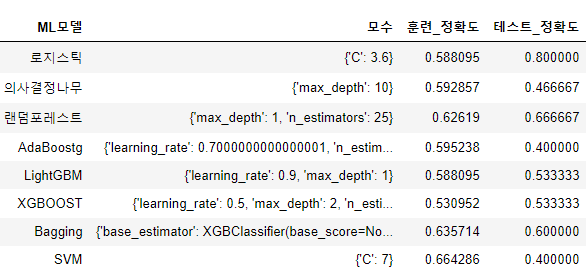 ML모델 모수 훈련_정확도 테스트_정확도
로지스틱 {'C': 3.6} 0.588095 0.800000
의사결정나무 {'max_depth': 10} 0.592857 0.466667
랜덤포레스트 {'max_depth': 1, 'n_estimators': 25} 0.62619 0.666667
AdaBoostg {'learning_rate': 0.7000000000000001, 'n_estim... 0.595238 0.400000
LightGBM {'learning_rate': 0.9, 'max_depth': 1} 0.588095 0.533333
XGBOOST {'learning_rate': 0.5, 'max_depth': 2, 'n_esti... 0.530952 0.533333
Bagging {'base_estimator': XGBClassifier(base_score=No... 0.635714 0.600000
SVM {'C': 7} 0.664286 0.400000